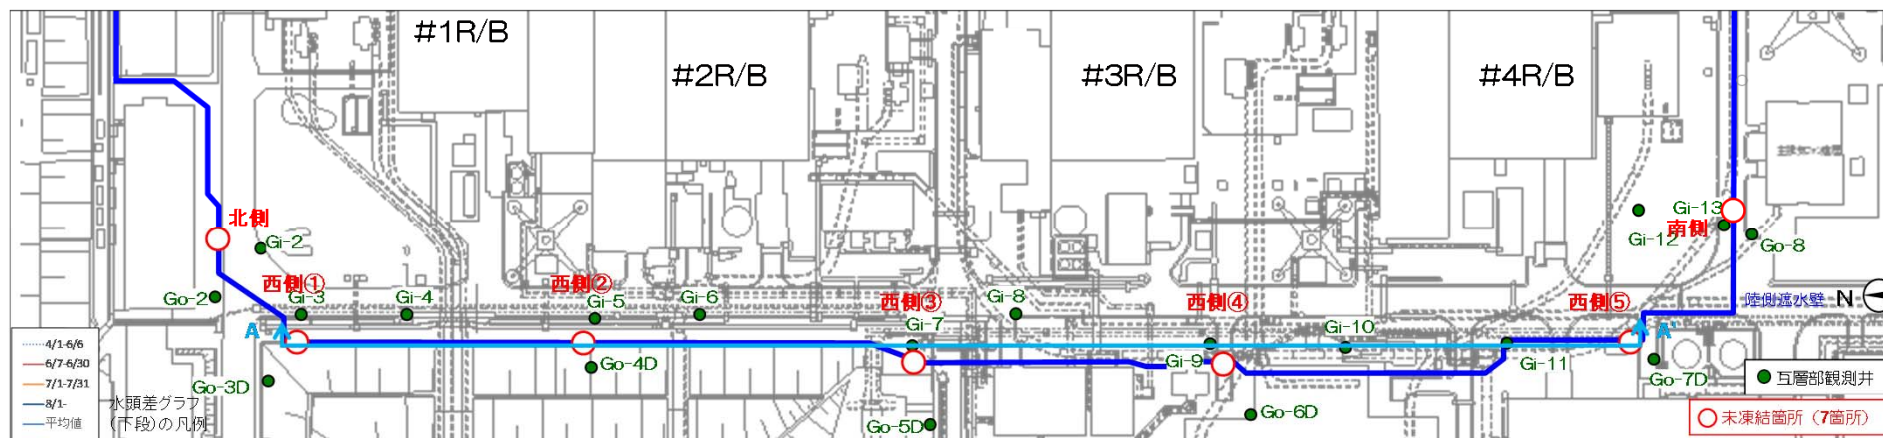 #1R/B
#2R/B
#3R/B
#4R/B
北側
Gi-2
Go-2
西側①
Gi-3
Gi-4
西側②
Gi-5
Gi-6
西側③
Gi-7
Gi-8
西側④
Gi-9
Gi-10
西側⑤
Gi-11
Gi-12
Gi-13
南側
Go-8
陸側遮水壁
N
A
A'
Go-3D
Go-4D
Go-5D
Go-6D
Go-7D
4/1-6/6
6/7-6/30
7/1-7/31
8/1-
平均値
水頭差グラフ
(下段)の凡例
互層部観測井
未凍結箇所（7箇所）